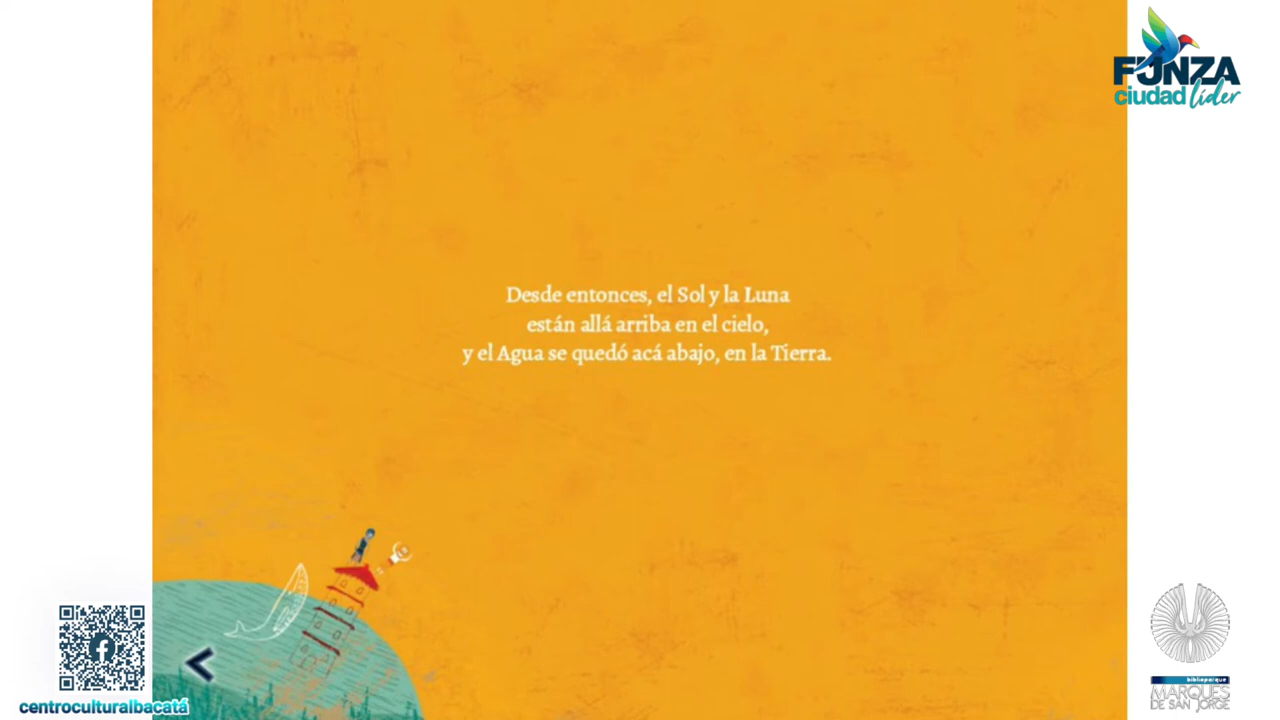 FUNZA
ciudad líder
Desde entonces, el Sol y la Luna
están allá arriba en el cielo,
y el Agua se quedó acá abajo, en la Tierra.
centroculturalbacatá
biblioparque
MARQUÉS
DE SAN JORGE